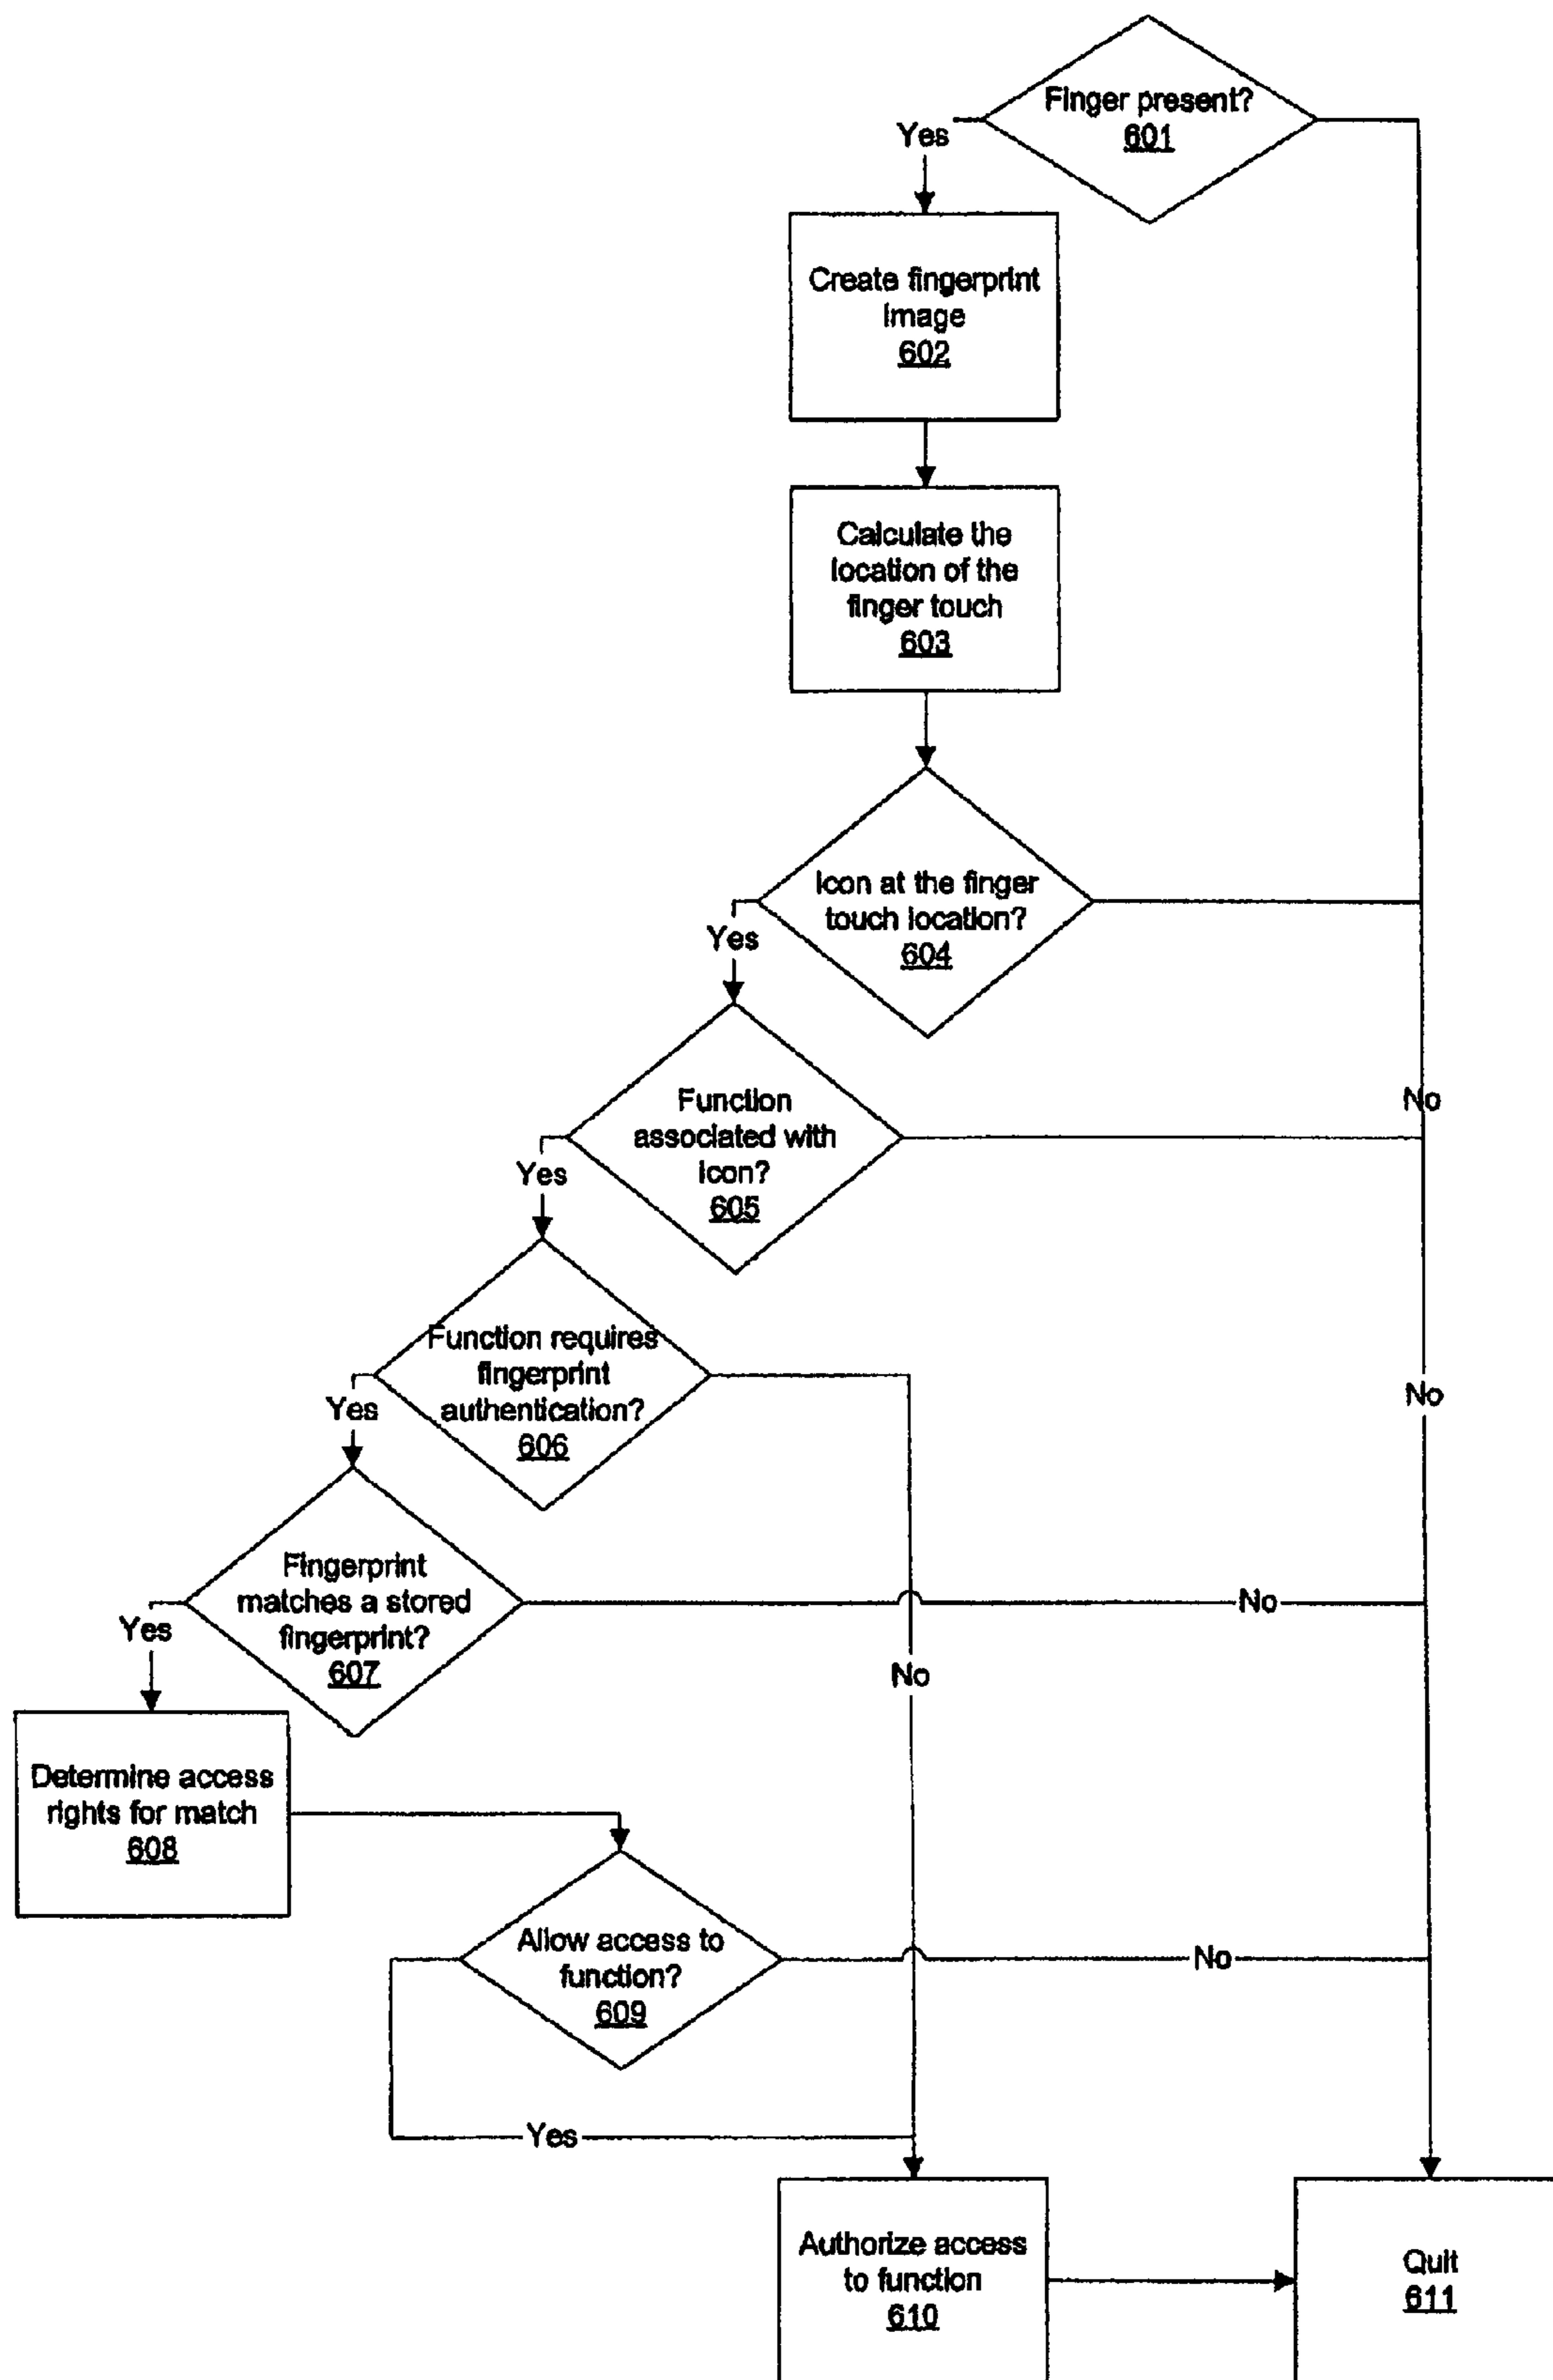 Finger present?
601
Yes
Create fingerprint
image
602
Calculate the
location of the
finger touch
603
Icon at the finger
touch location?
604
Yes
Function
associated with
icon?
605
No
Yes
Function requires
fingerprint
authentication?
606
No
Yes
Fingerprint
matches a stored
fingerprint?
607
No
Yes
No
Determine access
rights for match
608
Allow access to
function?
609
No
Yes
Authorize access
to function
610
Quit
611